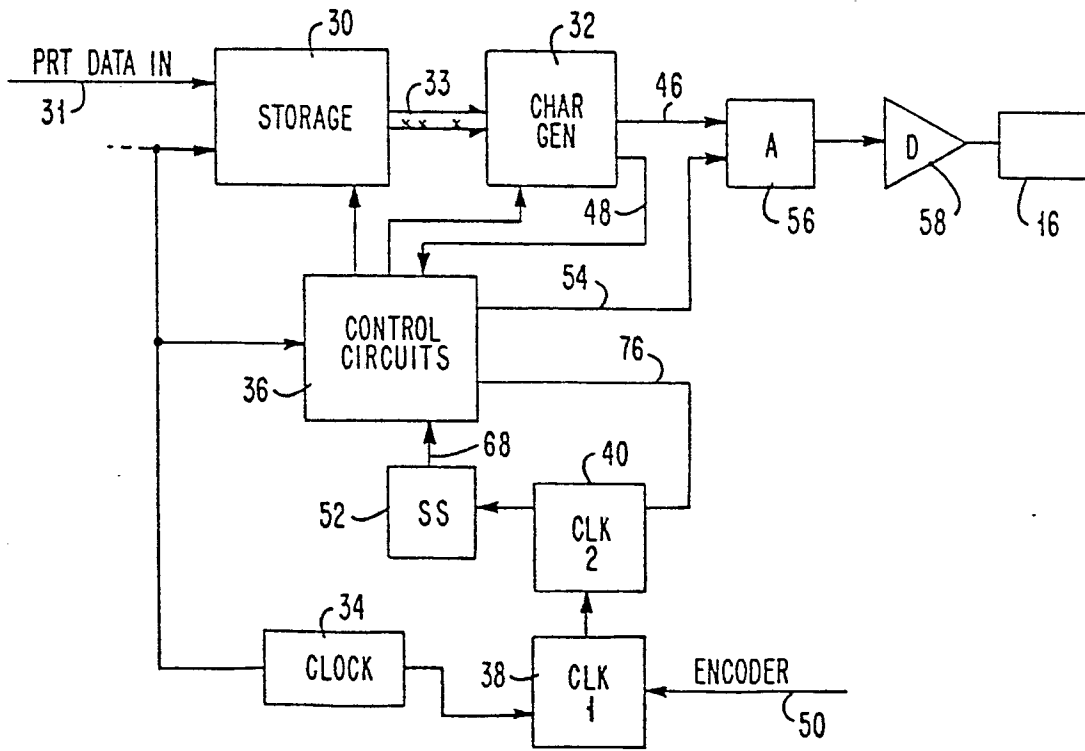 30
32
PRT DATA IN
31
33
46
STORAGE
CHAR
GEN
A
D
48
56
58
16
54
CONTROL
CIRCUITS
36
76
68
40
52
SS
CLK
2
34
CLOCK
38
CLK
1
ENCODER
50